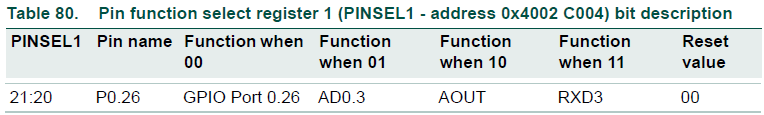 Table 80. Pin function select register 1 (PINSEL1 - address 0x4002 C004) bit description
PINSEL1 Pin name Function when 00 Function when 01 Function when 10 Function when 11 Reset value
21:20 P0.26 GPIO Port 0.26 AD0.3 AOUT RXD3 00